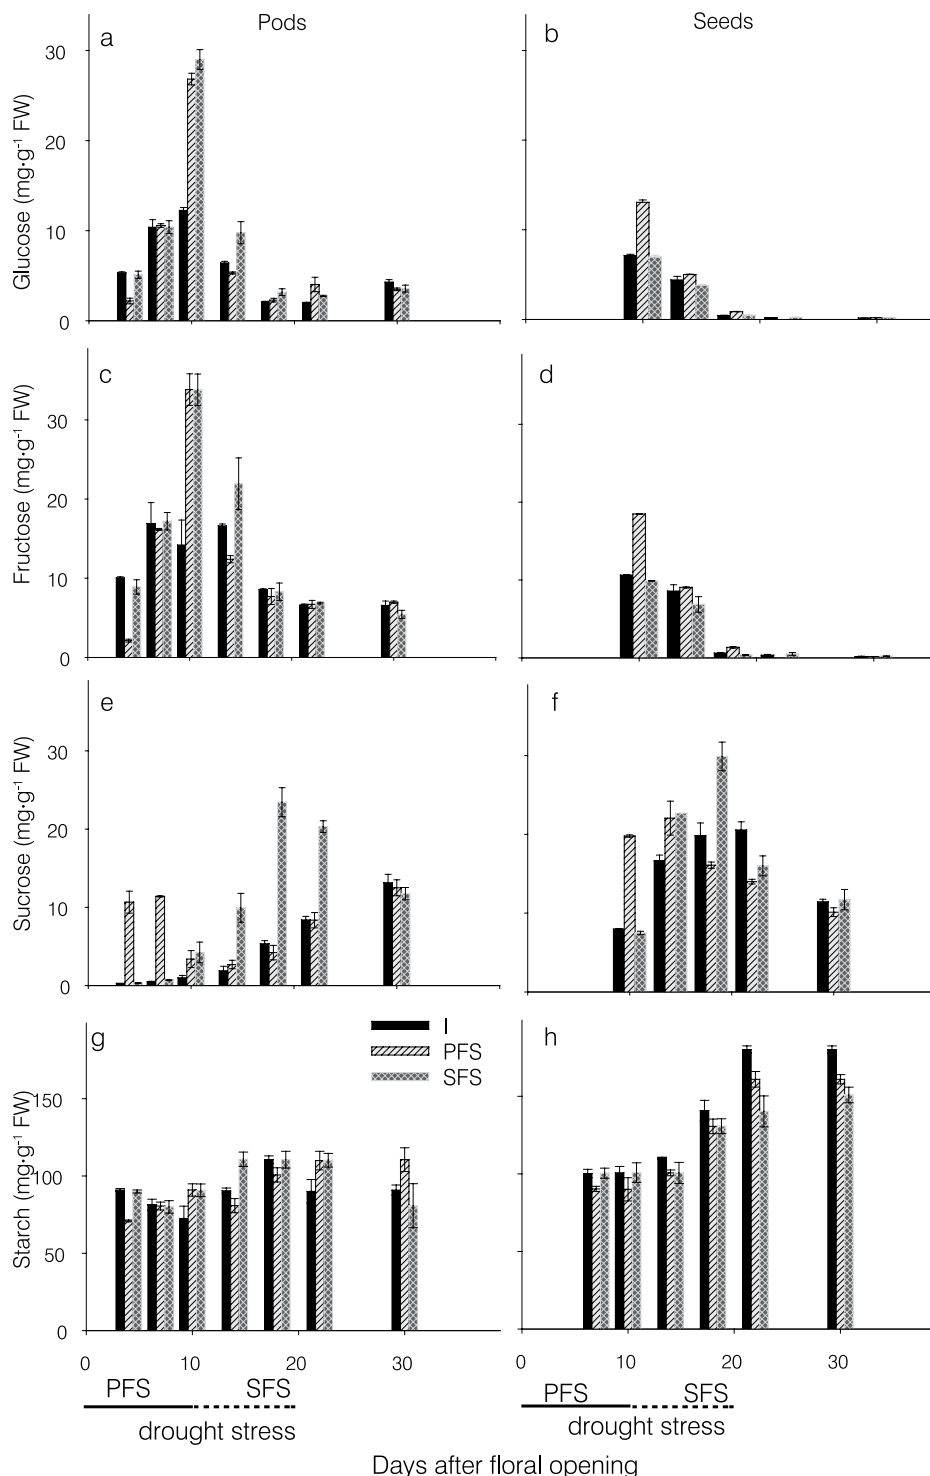 Pods
Seeds
a
b
30
20
10
0
Glucose (mg·g⁻¹ FW)
c
d
30
20
10
0
Fructose (mg·g⁻¹ FW)
e
f
30
20
10
0
Sucrose (mg·g⁻¹ FW)
g
h
I
PFS
SFS
150
100
50
0
Starch (mg·g⁻¹ FW)
0 10 20 30
0 10 20 30
PFS SFS
PFS SFS
drought stress
drought stress
Days after floral opening